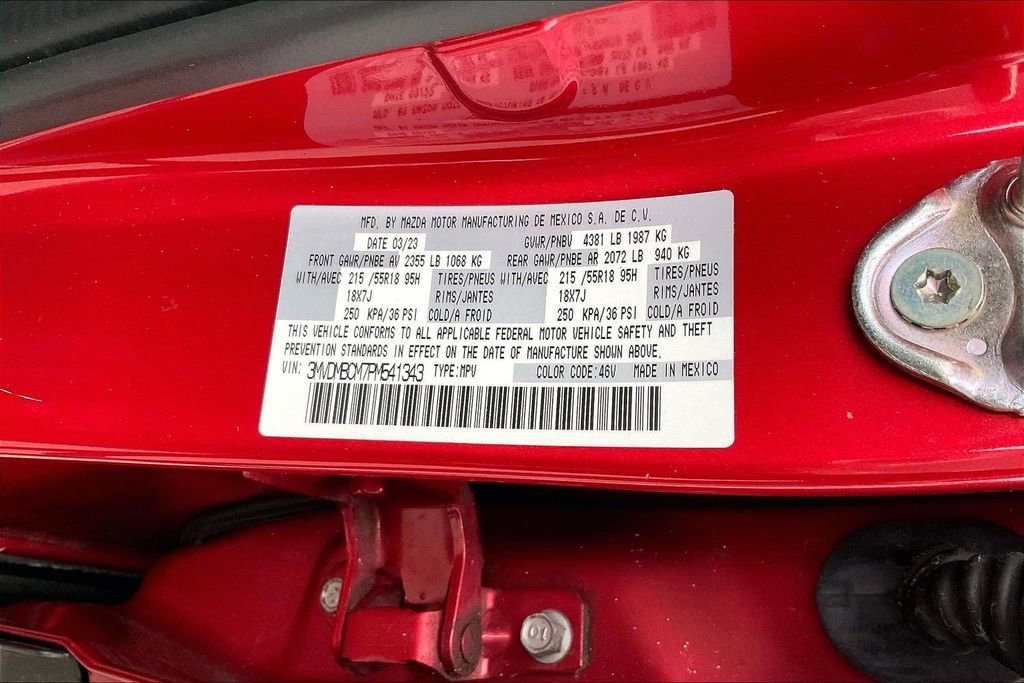 MFD. BY MAZDA MOTOR MANUFACTURING DE MEXICO S.A. DE C.V.
DATE 03/23 GVWR/PNBV 4381 LB 1987 KG
FRONT GAWR/PNBE AV 2355 LB 1068 KG REAR GAWR/PNBE AR 2072 LB 940 KG
WITH/AVEC 215 /55R18 95H TIRES/PNEUS WITH/AVEC 215 /55R18 95H TIRES/PNEUS
18X7J RIMS/JANTES 18X7J RIMS/JANTES
250 KPA/36 PSI COLD/A FROID 250 KPA/36 PSI COLD/A FROID
THIS VEHICLE CONFORMS TO ALL APPLICABLE FEDERAL MOTOR VEHICLE SAFETY AND THEFT
PREVENTION STANDARDS IN EFFECT ON THE DATE OF MANUFACTURE SHOWN ABOVE.
VIN: 3MVDMBCM7PM541343 TYPE:MPU COLOR CODE:46V MADE IN MEXICO